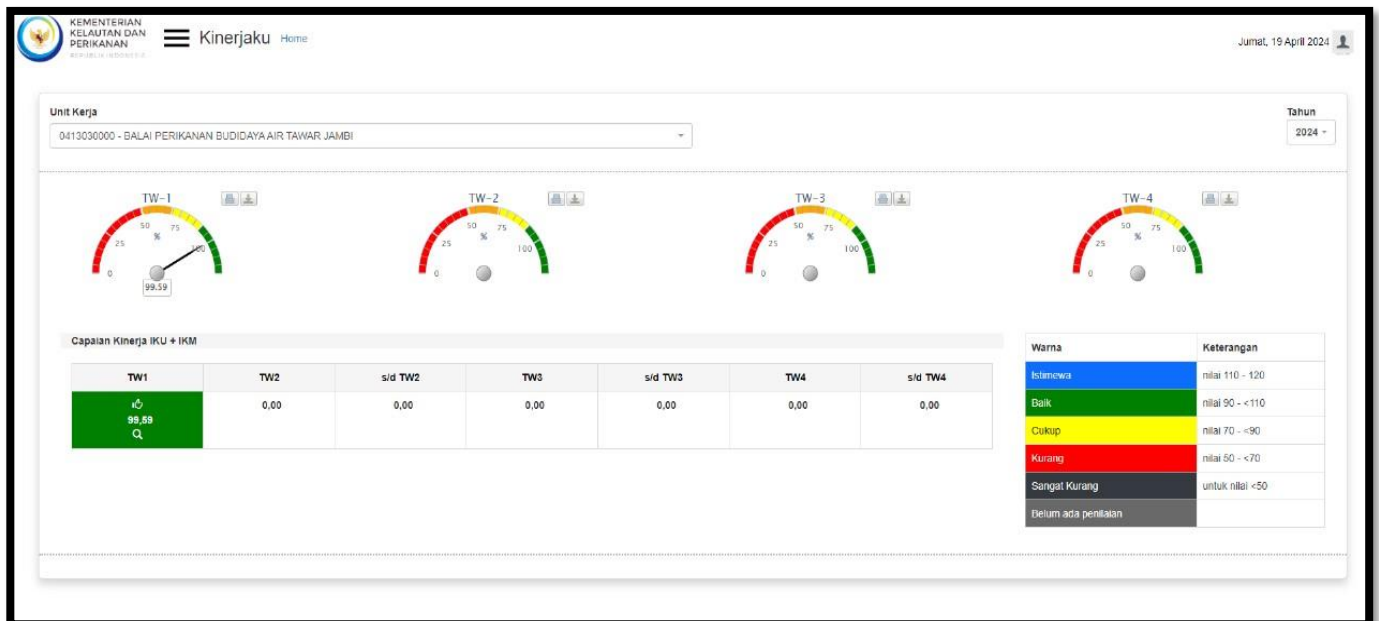 KEMENTERIAN
KELAUTAN DAN
PERIKANAN
REPUBLIK INDONESIA
Kinerjaku Home
Jumat, 19 April 2024
Unit Kerja
Tahun
0413030000 - BALAI PERIKANAN BUDIDAYA AIR TAWAR JAMBI
2024
TW-1 TW-2 TW-3 TW-4
0 25 50 75 100 %
99.59
0 25 50 75 100 %
0 25 50 75 100 %
0 25 50 75 100 %
Capaian Kinerja IKU + IKM
TW1 TW2 s/d TW2 TW3 s/d TW3 TW4 s/d TW4
99,59 0,00 0,00 0,00 0,00 0,00 0,00
Warna Keterangan
Istimewa nilai 110 - 120
Baik nilai 90 - <110
Cukup nilai 70 - <90
Kurang nilai 50 - <70
Sangat Kurang untuk nilai <50
Belum ada penilaian